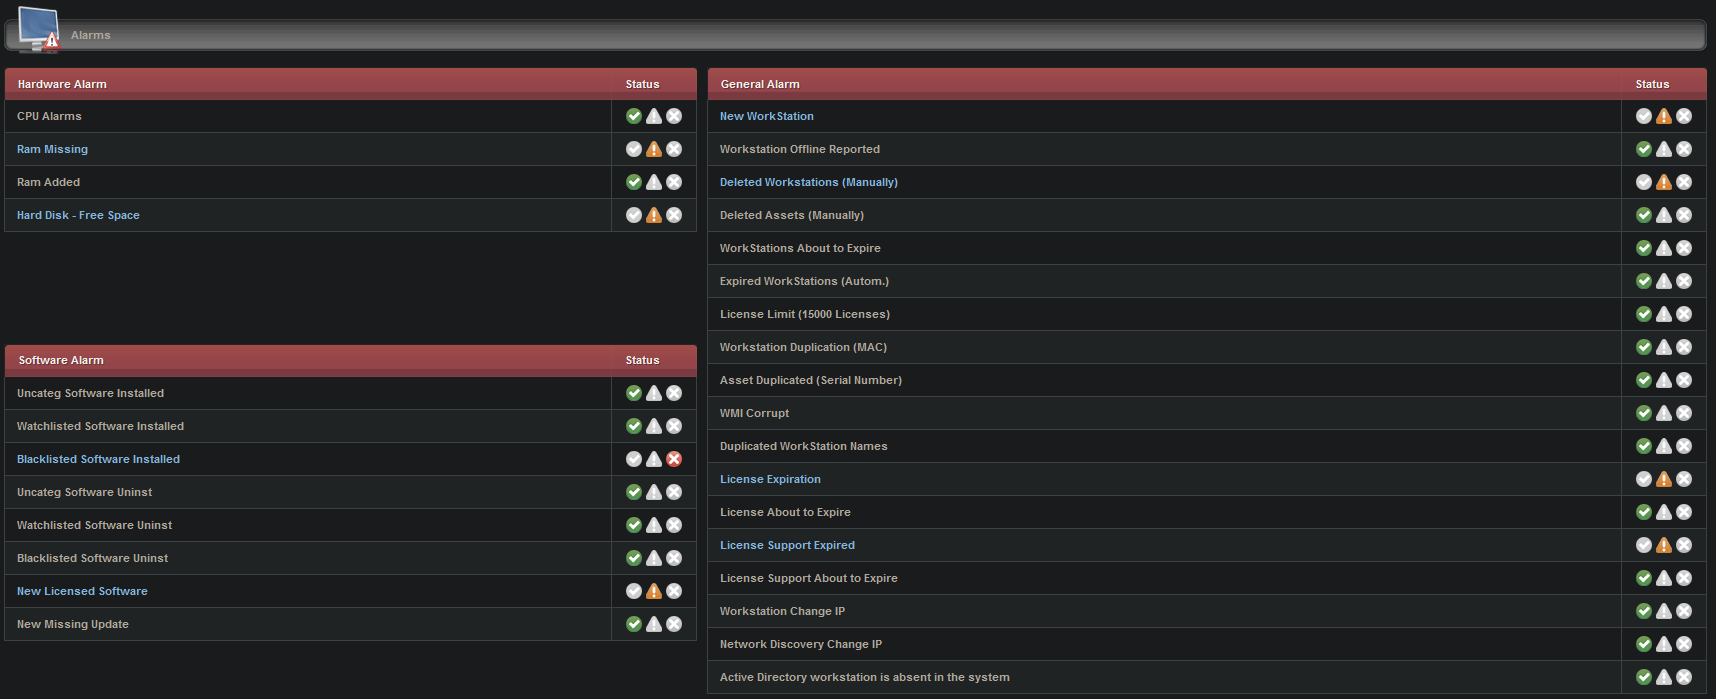 Alarms
Hardware Alarm Status
CPU Alarms
Ram Missing
Ram Added
Hard Disk - Free Space
Software Alarm Status
Uncateg Software Installed
Watchlisted Software Installed
Blacklisted Software Installed
Uncateg Software Uninst
Watchlisted Software Uninst
Blacklisted Software Uninst
New Licensed Software
New Missing Update
General Alarm Status
New WorkStation
Workstation Offline Reported
Deleted Workstations (Manually)
Deleted Assets (Manually)
WorkStations About to Expire
Expired WorkStations (Autom.)
License Limit (15000 Licenses)
Workstation Duplication (MAC)
Asset Duplicated (Serial Number)
WMI Corrupt
Duplicated WorkStation Names
License Expiration
License About to Expire
License Support Expired
License Support About to Expire
Workstation Change IP
Network Discovery Change IP
Active Directory workstation is absent in the system